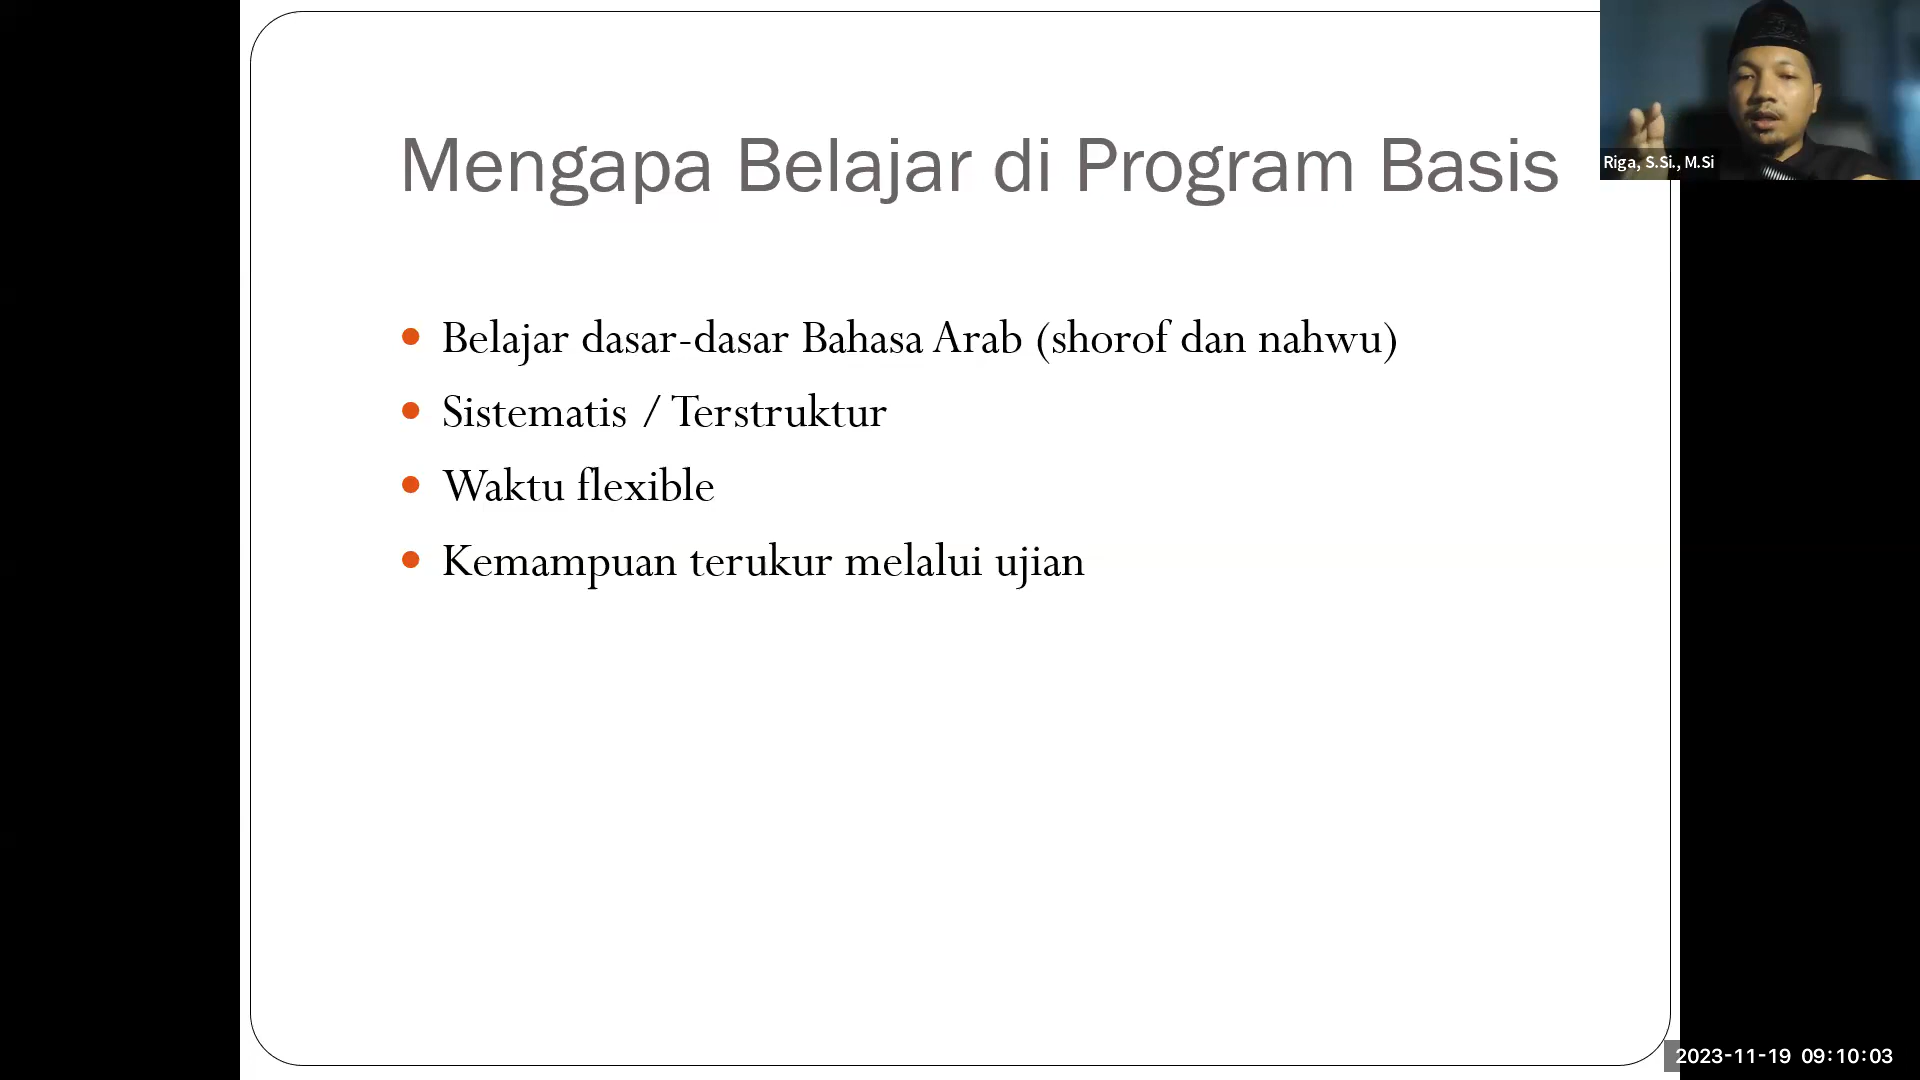 Mengapa Belajar di Program Basis
Riga, S.Si., M.Si
Belajar dasar-dasar Bahasa Arab (shorof dan nahwu)
Sistematis / Terstruktur
Waktu flexible
Kemampuan terukur melalui ujian
2023-11-19 09:10:03